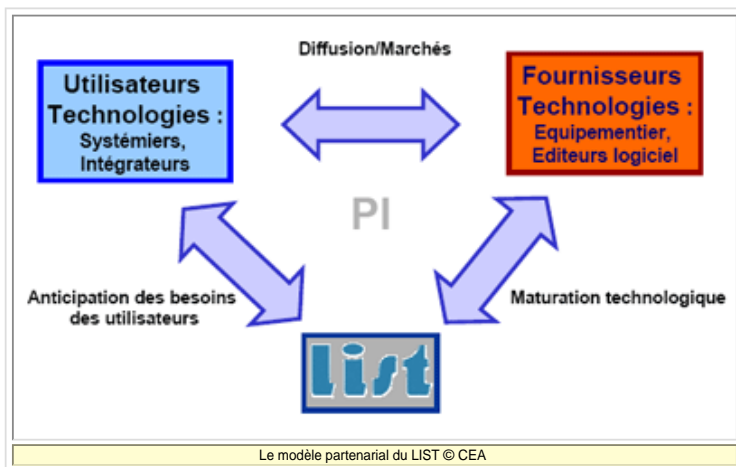 Diffusion/Marchés
Utilisateurs
Technologies :
Systémiers,
Intégrateurs
Fournisseurs
Technologies :
Equipementier,
Editeurs logiciel
PI
Anticipation des besoins
des utilisateurs
Maturation technologique
list
Le modèle partenarial du LIST © CEA